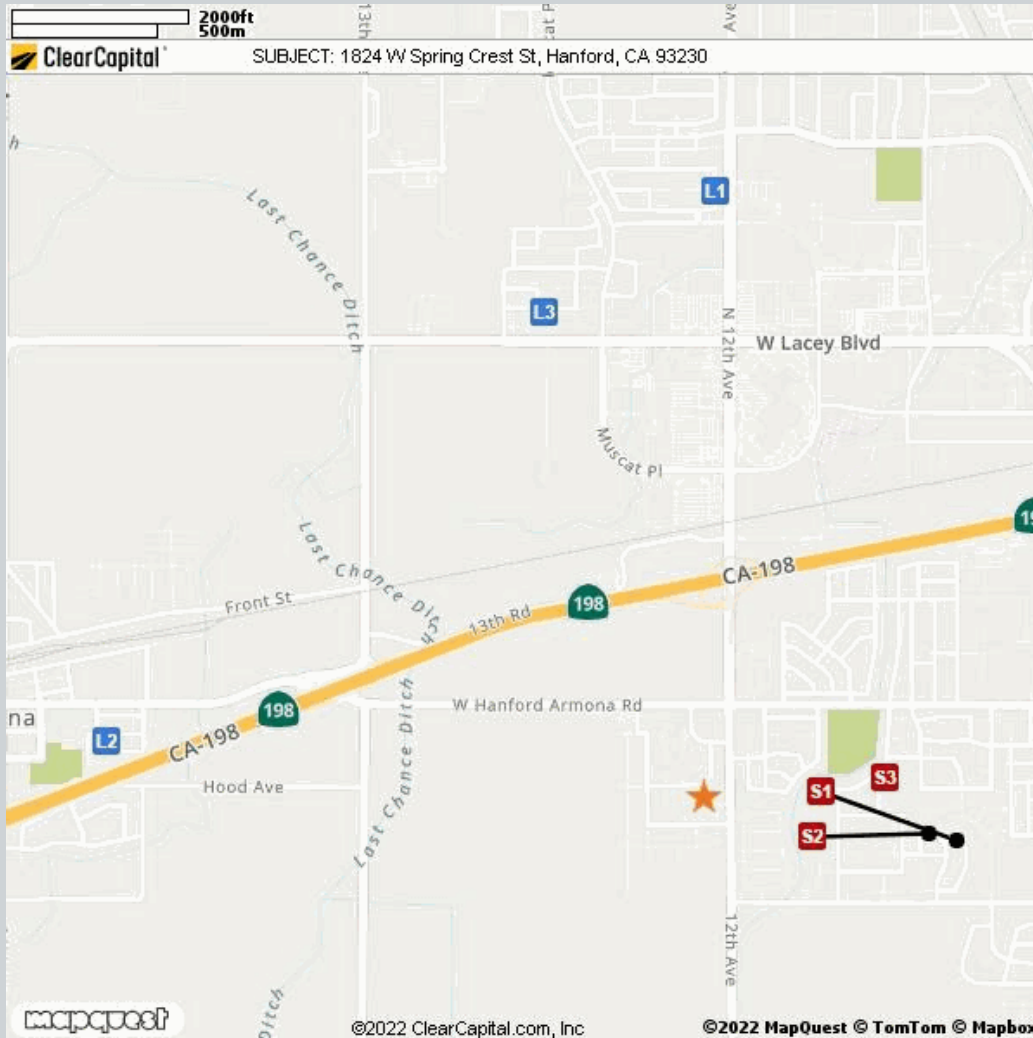 2000ft
500m
13th
Ave
ClearCapital
SUBJECT: 1824 W Spring Crest St, Hanford, CA 93230
L1
Last Chance Ditch
L3
N 12th Ave
W Lacey Blvd
Muscat Pl
Last Chance Ditch
CA-198
198
13th Rd
Front St
W Hanford Armona Rd
198
na
L2
CA-198
Hood Ave
Last Chance Ditch
S3
S1
S2
12th Ave
Ditch
mapquest
©2022 ClearCapital.com, Inc
©2022 MapQuest © TomTom © Mapbox